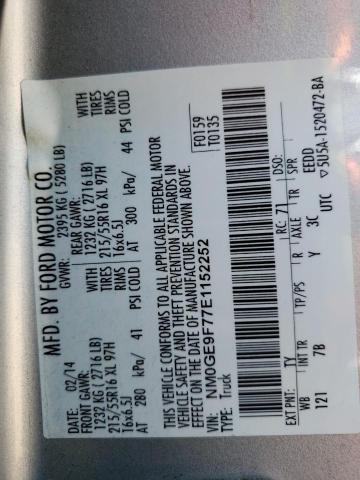 MFD. BY FORD MOTOR CO.
DATE: 02/14
GVWR: 2395 KG ( 5280 LB)
FRONT GAWR:
1232 KG ( 2716 LB)
215/55R16 XL 97H
16x6.5J
AT 280 kPa/ 41 PSI COLD
REAR GAWR:
1232 KG ( 2716 LB)
215/55R16 XL 97H
16x6.5J
AT 300 kPa/ 44 PSI COLD
WITH
TIRES
RIMS
WITH
TIRES
RIMS
THIS VEHICLE CONFORMS TO ALL APPLICABLE FEDERAL MOTOR
VEHICLE SAFETY AND THEFT PREVENTION STANDARDS IN
EFFECT ON THE DATE OF MANUFACTURE SHOWN ABOVE.
F0159
T0135
VIN: NM0GE9F77E1152252
TYPE: Truck
EXT PNT: TY RC: 71 DSO:
WB INT TR TP/PS R AXLE TR SPR
121 7B Y 3C EEDD
UTC ▽5U5A-1520472-BA